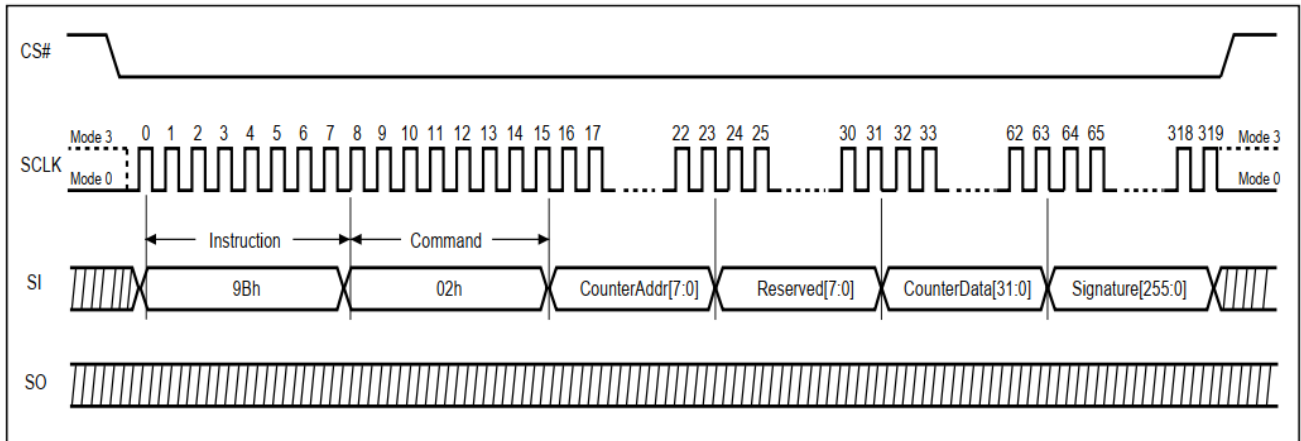 CS#
Mode 3 0 1 2 3 4 5 6 7 8 9 10 11 12 13 14 15 16 17 22 23 24 25 30 31 32 33 62 63 64 65 318 319 Mode 3
SCLK
Mode 0 Mode 0
Instruction Command
SI 9Bh 02h CounterAddr[7:0] Reserved[7:0] CounterData[31:0] Signature[255:0]
SO